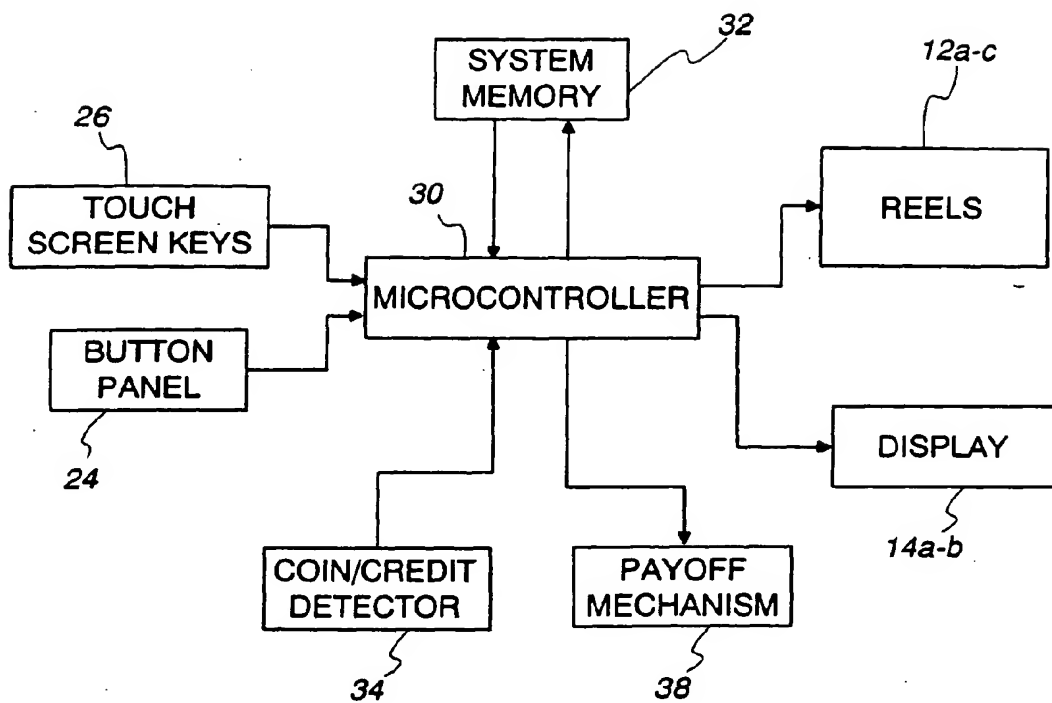 32
SYSTEM
MEMORY
12a-c
26
TOUCH
SCREEN KEYS
30
REELS
MICROCONTROLLER
BUTTON
PANEL
24
DISPLAY
14a-b
COIN/CREDIT
DETECTOR
34
PAYOFF
MECHANISM
38